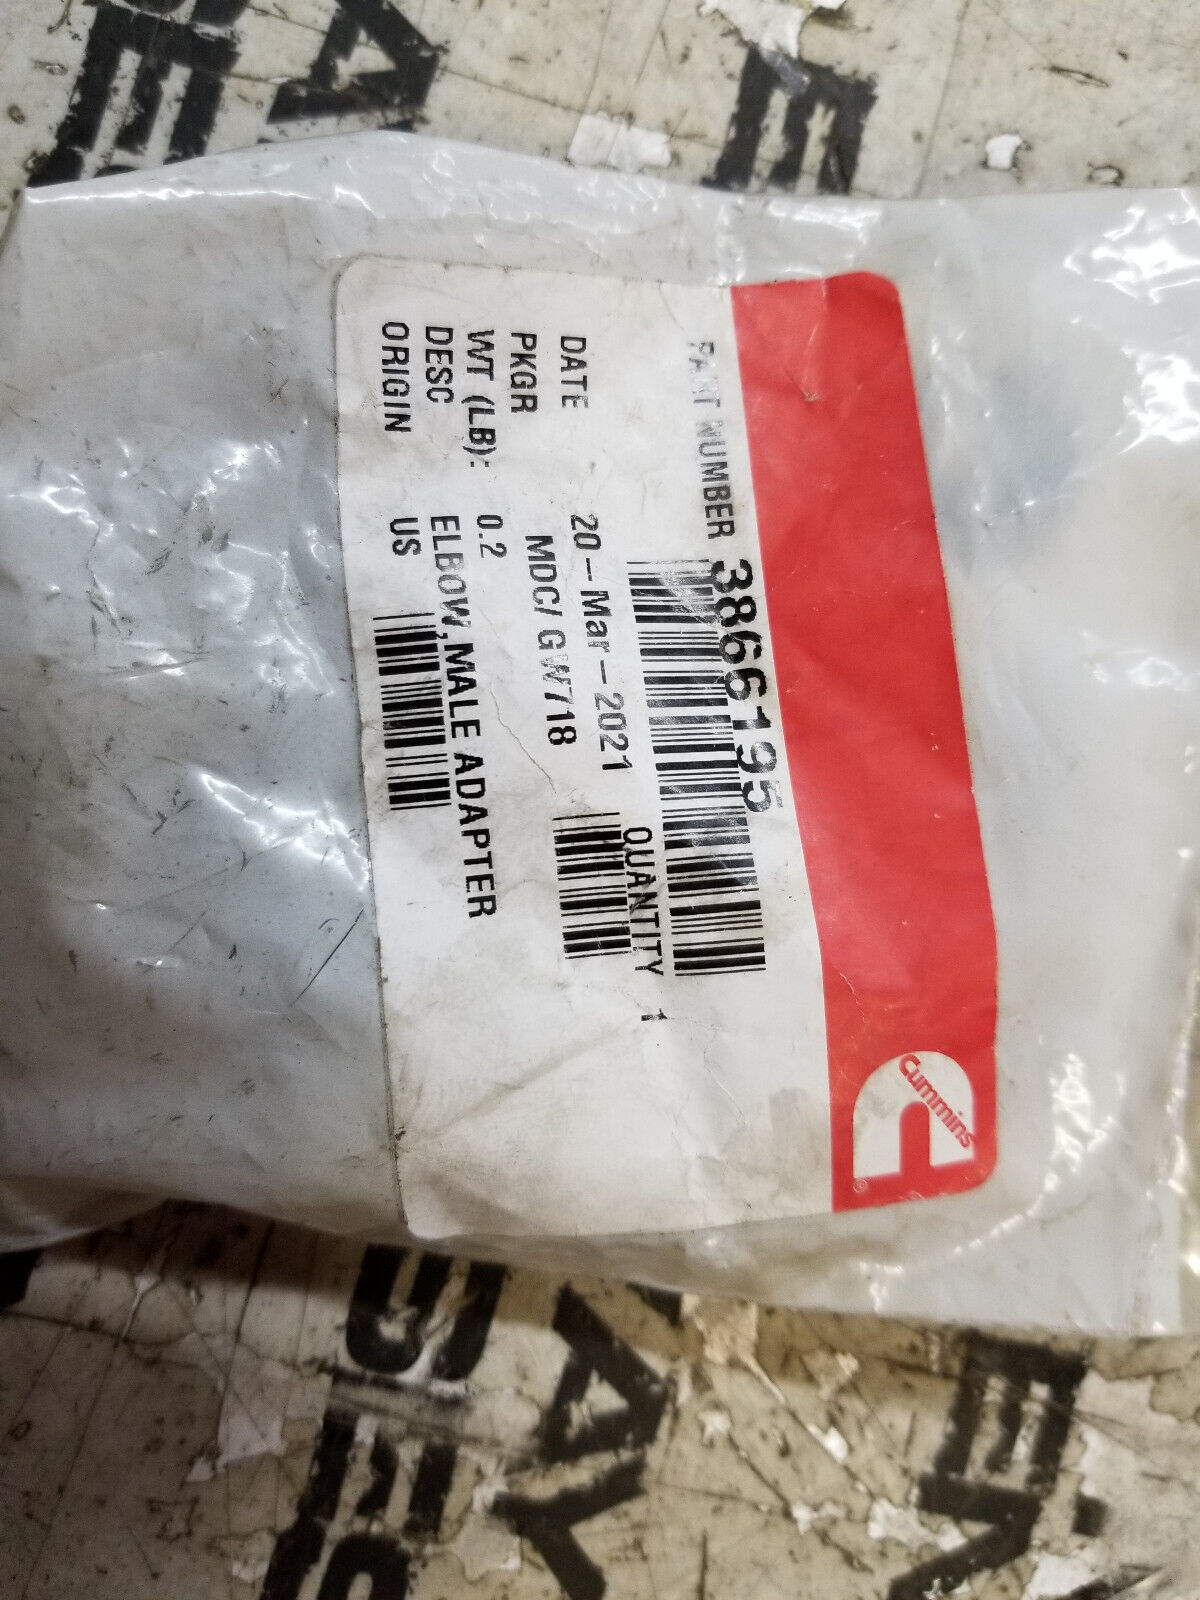 Cummins
®
PART NUMBER 3866195
QUANTITY 1
DATE 20-Mar-2021
PKGR MDC/ GW718
WT (LB): 0.2
DESC ELBOW,MALE ADAPTER
ORIGIN US